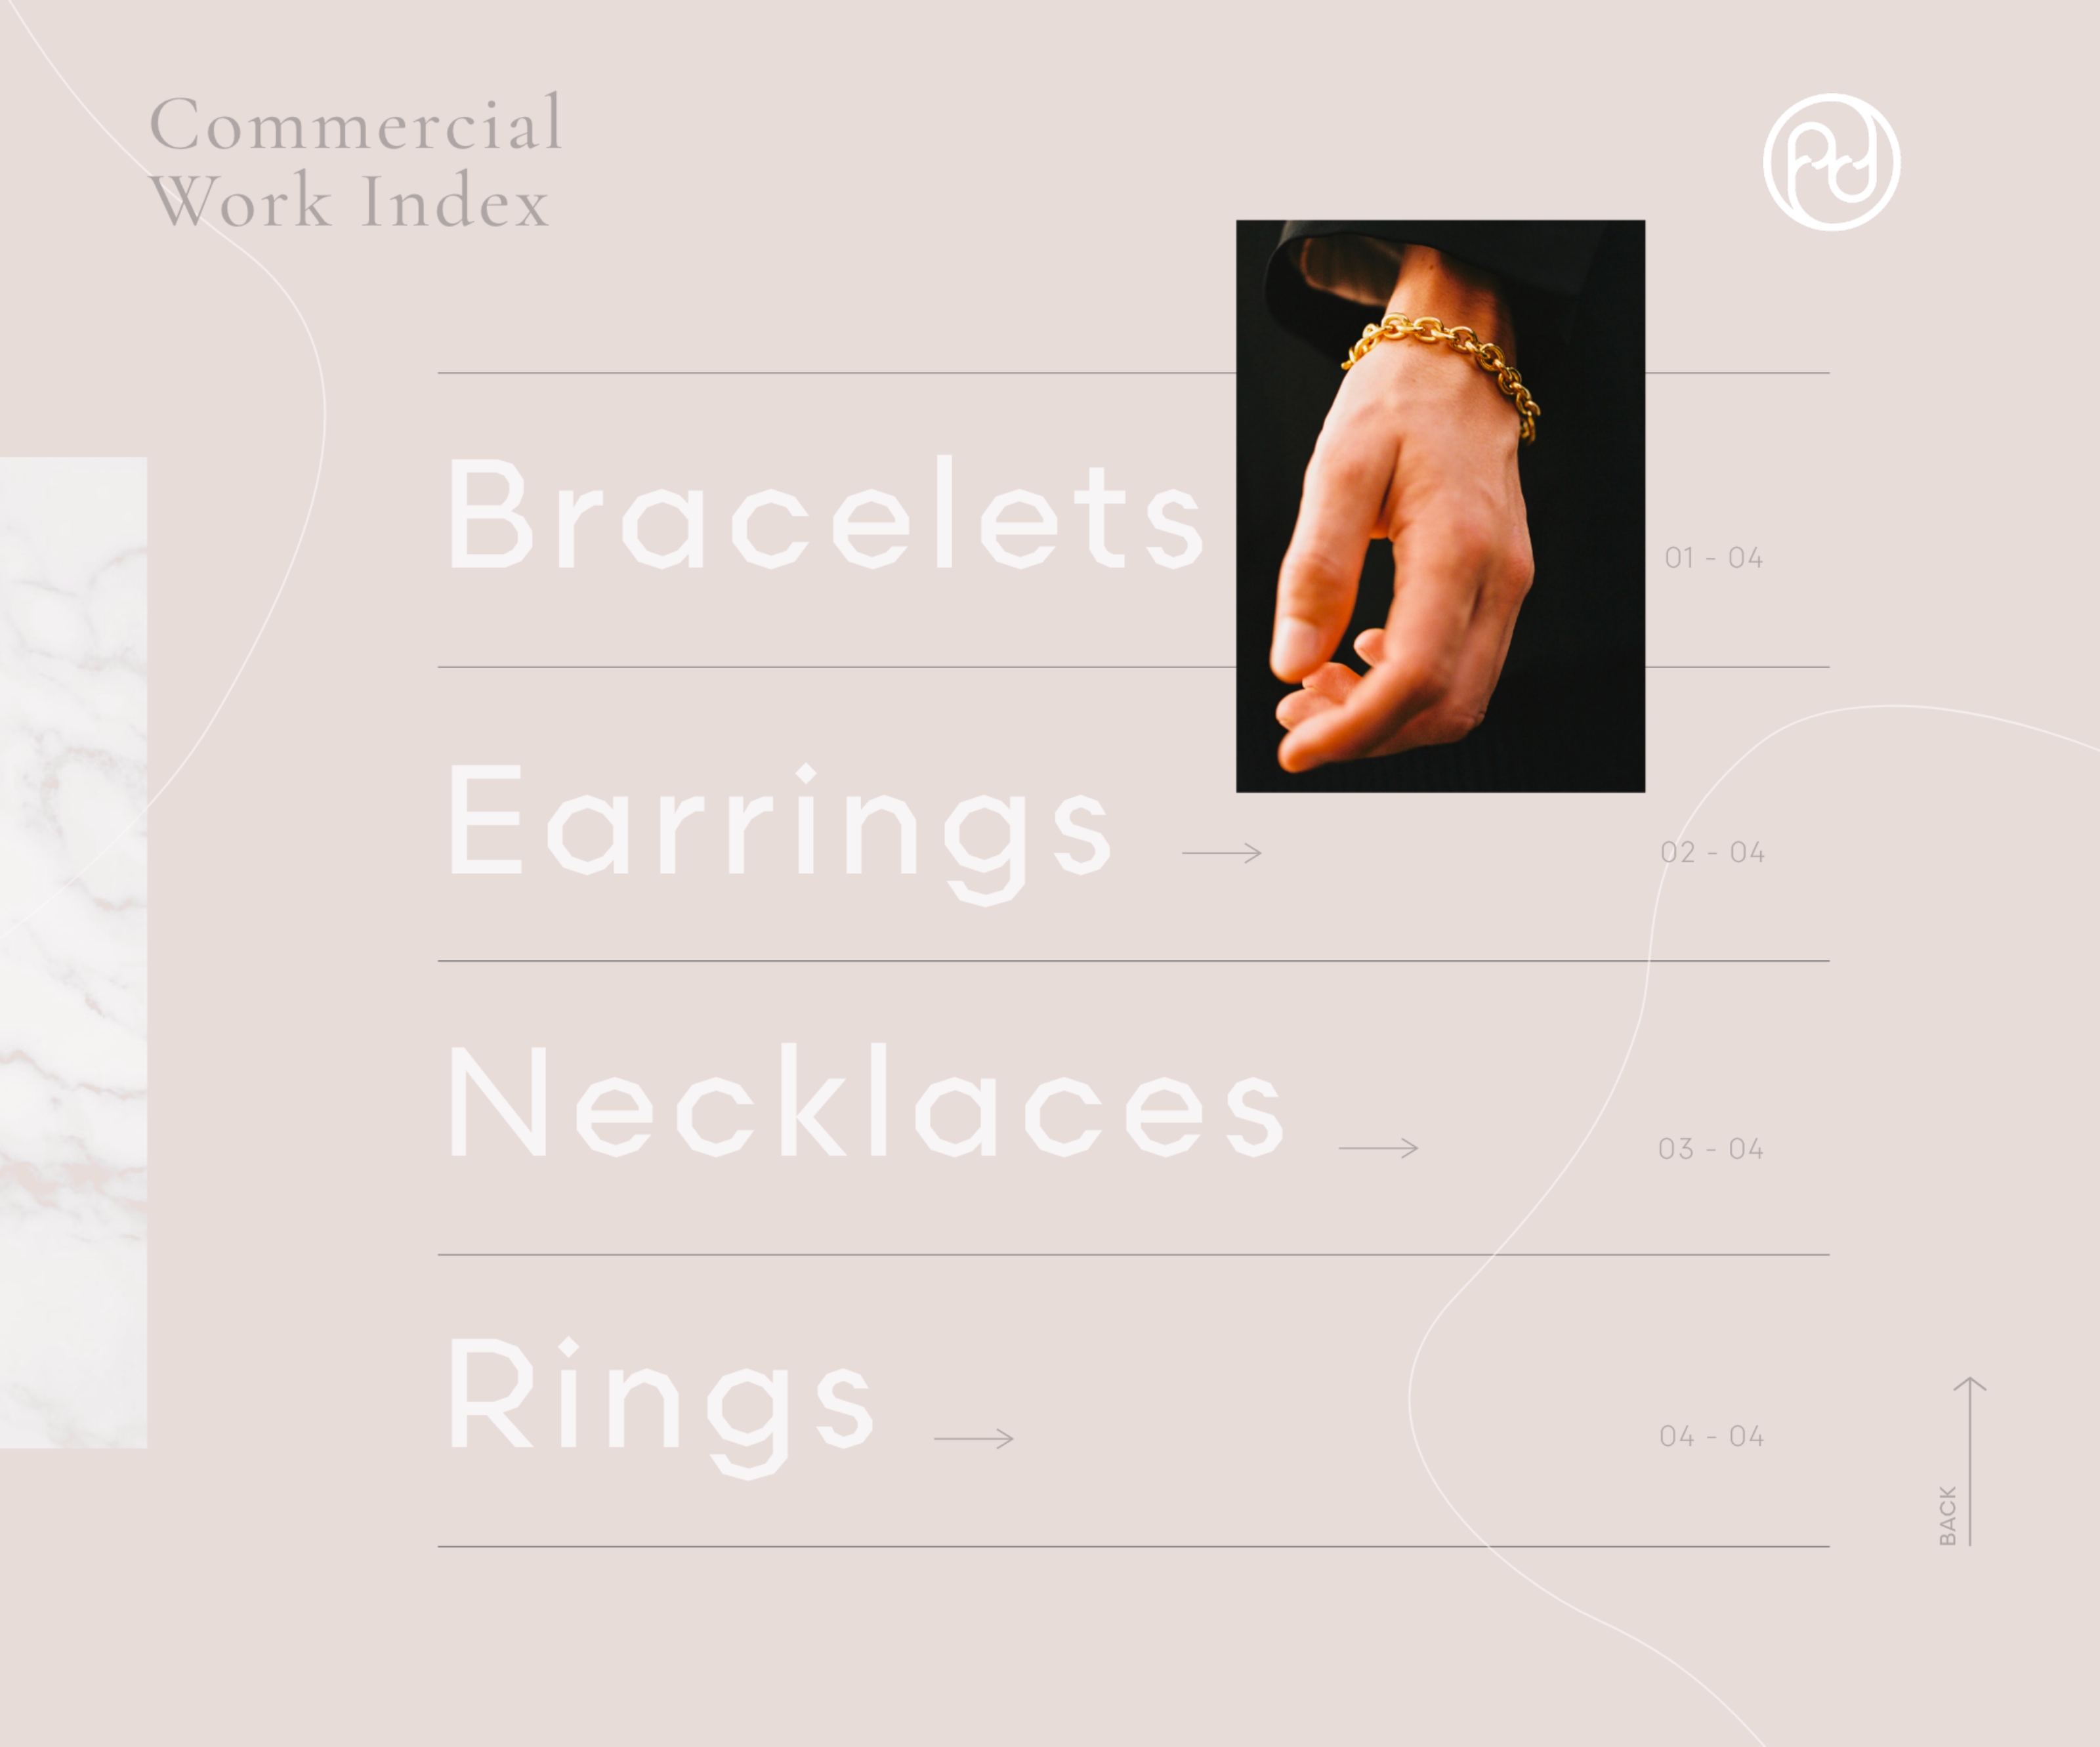 Commercial
Work Index
Bracelets
01 - 04
Earrings
02 - 04
Necklaces
03 - 04
Rings
04 - 04
BACK